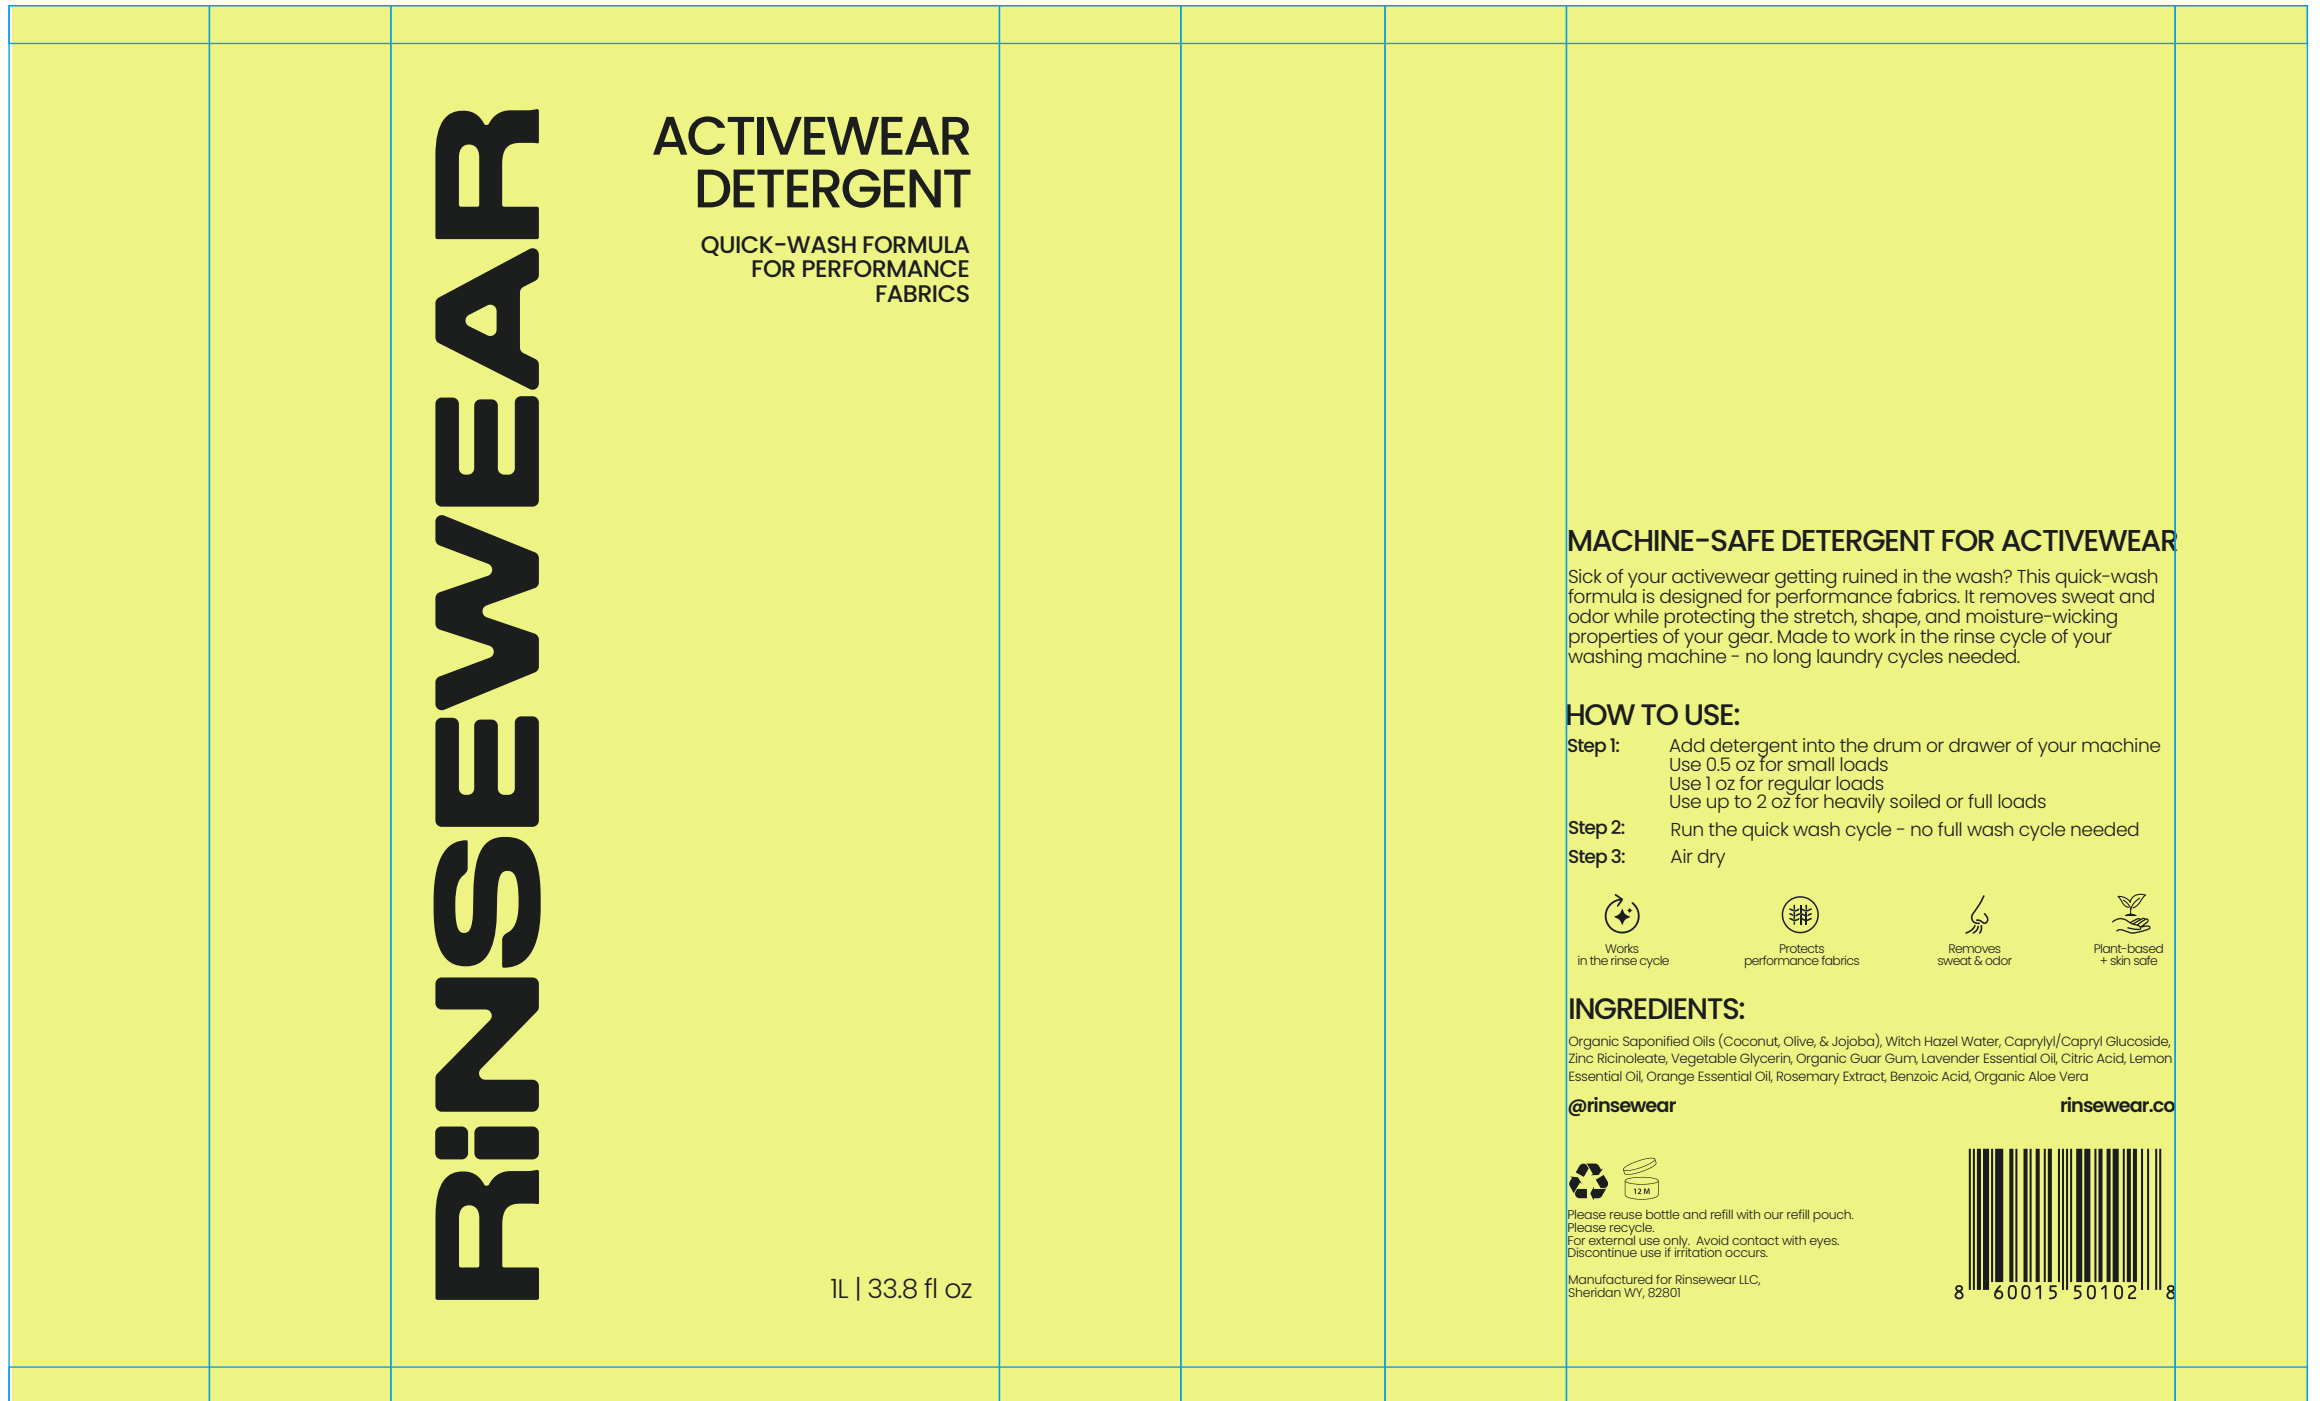 RiNSEWEAR
ACTIVEWEAR
DETERGENT
QUICK-WASH FORMULA
FOR PERFORMANCE
FABRICS
1L | 33.8 fl oz
MACHINE-SAFE DETERGENT FOR ACTIVEWEAR
Sick of your activewear getting ruined in the wash? This quick-wash
formula is designed for performance fabrics. It removes sweat and
odor while protecting the stretch, shape, and moisture-wicking
properties of your gear. Made to work in the rinse cycle of your
washing machine - no long laundry cycles needed.
HOW TO USE:
Step 1: Add detergent into the drum or drawer of your machine
Use 0.5 oz for small loads
Use 1 oz for regular loads
Use up to 2 oz for heavily soiled or full loads
Step 2: Run the quick wash cycle - no full wash cycle needed
Step 3: Air dry
Works
in the rinse cycle
Protects
performance fabrics
Removes
sweat & odor
Plant-based
+ skin safe
INGREDIENTS:
Organic Saponified Oils (Coconut, Olive, & Jojoba), Witch Hazel Water, Caprylyl/Capryl Glucoside,
Zinc Ricinoleate, Vegetable Glycerin, Organic Guar Gum, Lavender Essential Oil, Citric Acid, Lemon
Essential Oil, Orange Essential Oil, Rosemary Extract, Benzoic Acid, Organic Aloe Vera
@rinsewear rinsewear.co
12 M
Please reuse bottle and refill with our refill pouch.
Please recycle.
For external use only. Avoid contact with eyes.
Discontinue use if irritation occurs.
Manufactured for Rinsewear LLC,
Sheridan WY, 82801
8 60015 50102 8